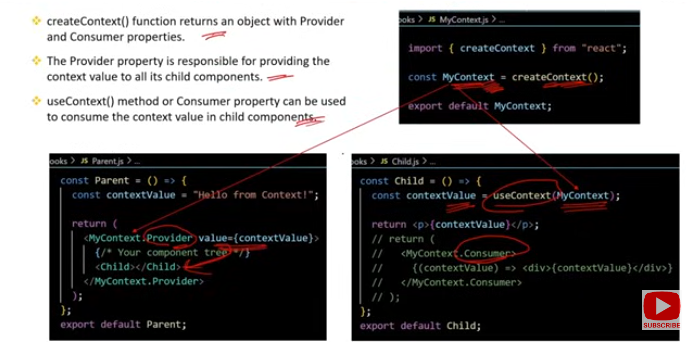 createContext() function returns an object with Provider
and Consumer properties.
The Provider property is responsible for providing the
context value to all its child components.
useContext() method or Consumer property can be used
to consume the context value in child components.
ooks > JS MyContext.js > ...
import { createContext } from "react";
const MyContext = createContext();
export default MyContext;
ooks > JS Parent.js > ...
const Parent = () => {
const contextValue = "Hello from Context!";
return (
<MyContext.Provider value={contextValue}>
{/* Your component tree */}
<Child></Child>
</MyContext.Provider>
);
};
export default Parent;
ooks > JS Child.js > ...
const Child = () => {
const contextValue = useContext(MyContext);
return <p>{contextValue}</p>;
// return (
// <MyContext.Consumer>
// {(contextValue) => <div>{contextValue}</div>}
// </MyContext.Consumer>
// );
};
export default Child;
SUBSCRIBE